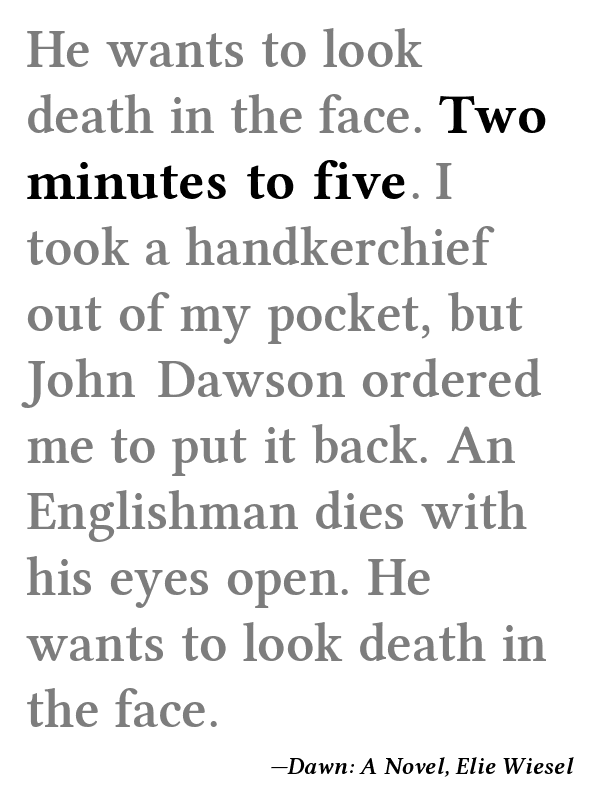 He wants to look
death in the face. Two
minutes to five. I
took a handkerchief
out of my pocket, but
John Dawson ordered
me to put it back. An
Englishman dies with
his eyes open. He
wants to look death in
the face.
—Dawn: A Novel, Elie Wiesel